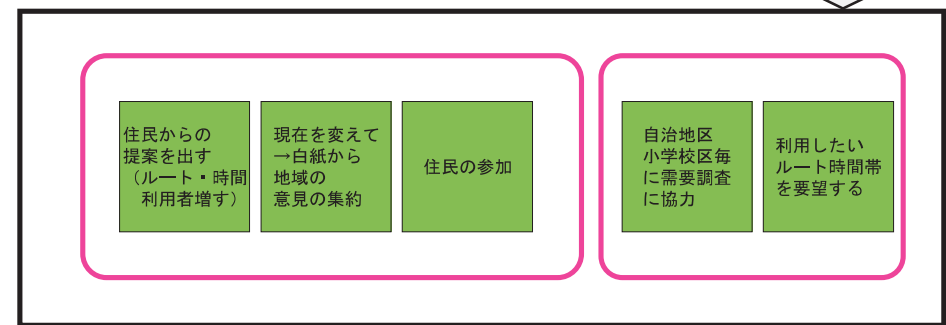 住民からの
提案を出す
（ルート・時間
利用者増す）
現在を変えて
→白紙から
地域の
意見の集約
住民の参加
自治地区
小学校区毎
に需要調査
に協力
利用したい
ルート時間帯
を要望する